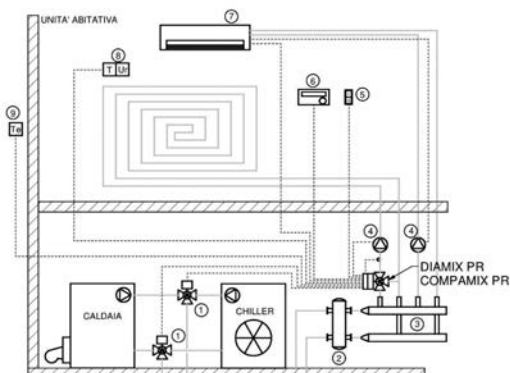 UNITA' ABITATIVA
7
8
T Ur
6
5
9
Te
4
4
DIAMIX PR
COMPAMIX PR
1
CALDAIA
CHILLER
3
1
2